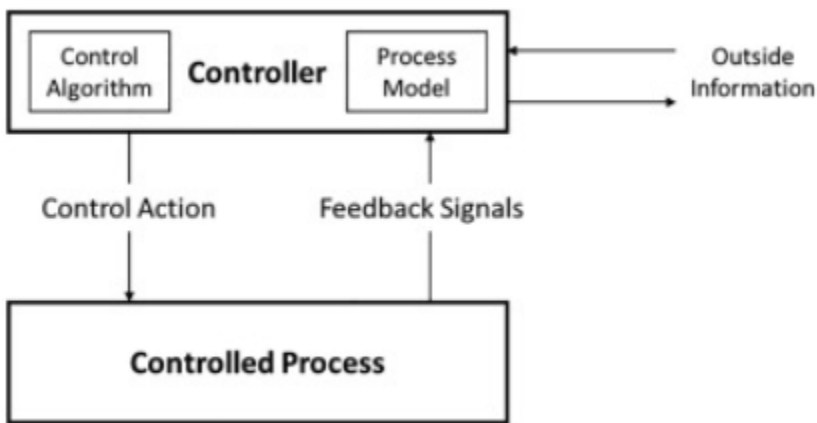 Control
Algorithm
Controller
Process
Model
Outside
Information
Control Action
Feedback Signals
Controlled Process